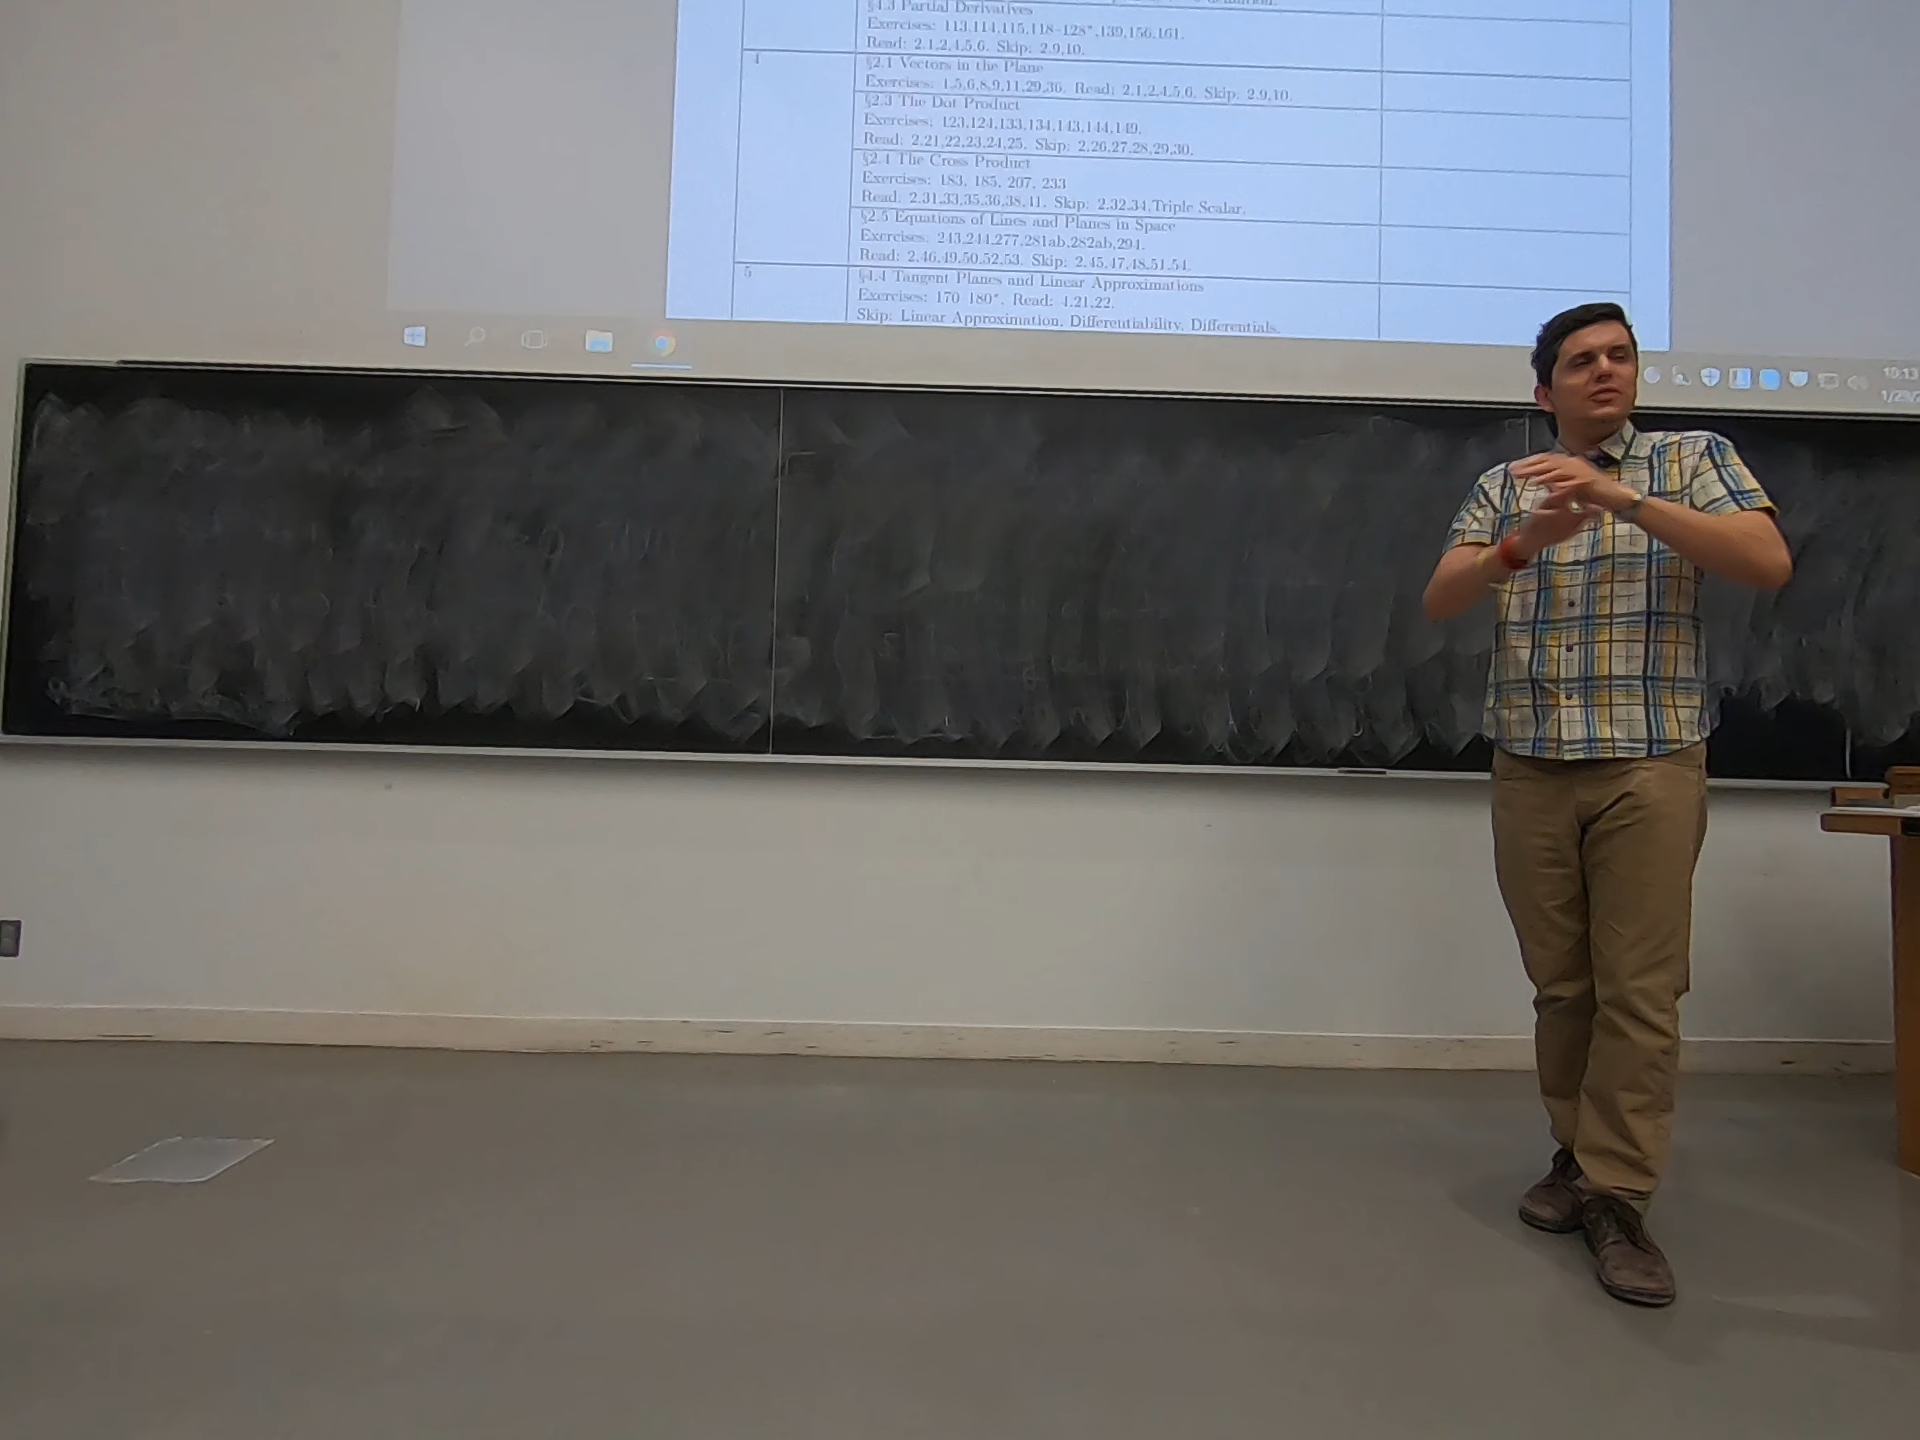 §4.3 Partial Derivatives
Exercises: 113,114,115,118–128*,139,156,161.
Read: 2.1,2,4,5,6. Skip: 2.9,10.
4
§2.1 Vectors in the Plane
Exercises: 1,5,6,8,9,11,29,36. Read: 2.1,2,4,5,6. Skip: 2.9,10.
§2.3 The Dot Product
Exercises: 123,124,133,134,143,144,149.
Read: 2.21,22,23,24,25. Skip: 2.26,27,28,29,30.
§2.4 The Cross Product
Exercises: 183, 185, 207, 233
Read: 2.31,33,35,36,38,41. Skip: 2.32,34,Triple Scalar.
§2.5 Equations of Lines and Planes in Space
Exercises: 243,244,277,281ab,282ab,294.
Read: 2.46,49,50,52,53. Skip: 2.45,47,48,51,54.
5
§4.4 Tangent Planes and Linear Approximations
Exercises: 170–180*. Read: 4.21,22.
Skip: Linear Approximation, Differentiability, Differentials.
10:13